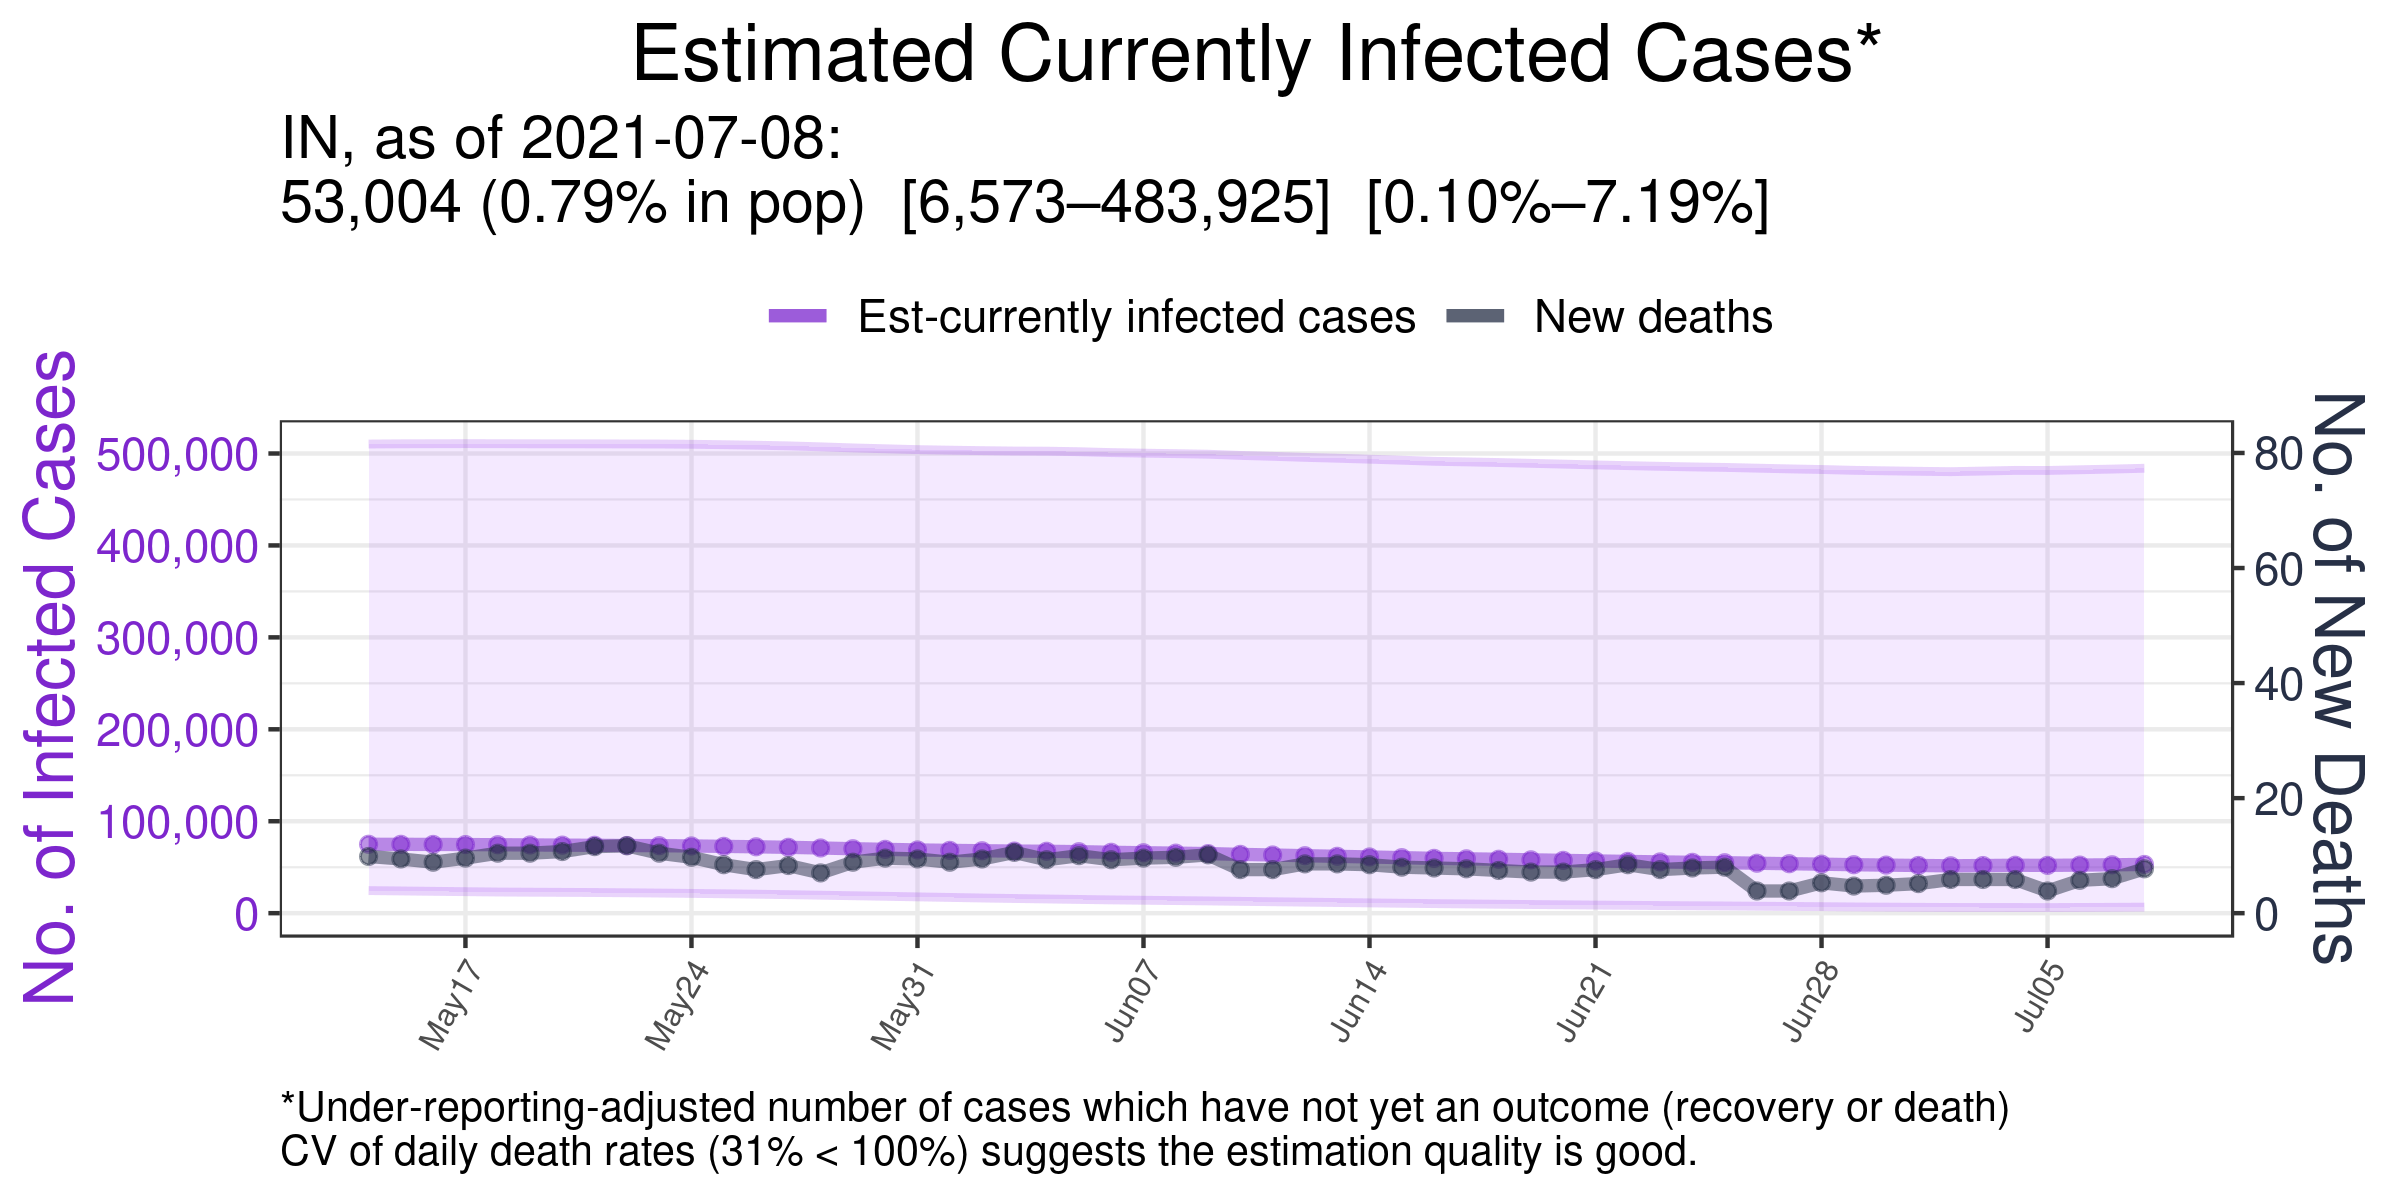 Estimated Currently Infected Cases*
IN, as of 2021-07-08:
53,004 (0.79% in pop)  [6,573–483,925]  [0.10%–7.19%]
Est-currently infected cases
New deaths
No. of Infected Cases
500,000
400,000
300,000
200,000
100,000
0
80
60
40
20
0
No. of New Deaths
May17
May24
May31
Jun07
Jun14
Jun21
Jun28
Jul05
*Under-reporting-adjusted number of cases which have not yet an outcome (recovery or death)
CV of daily death rates (31% < 100%) suggests the estimation quality is good.